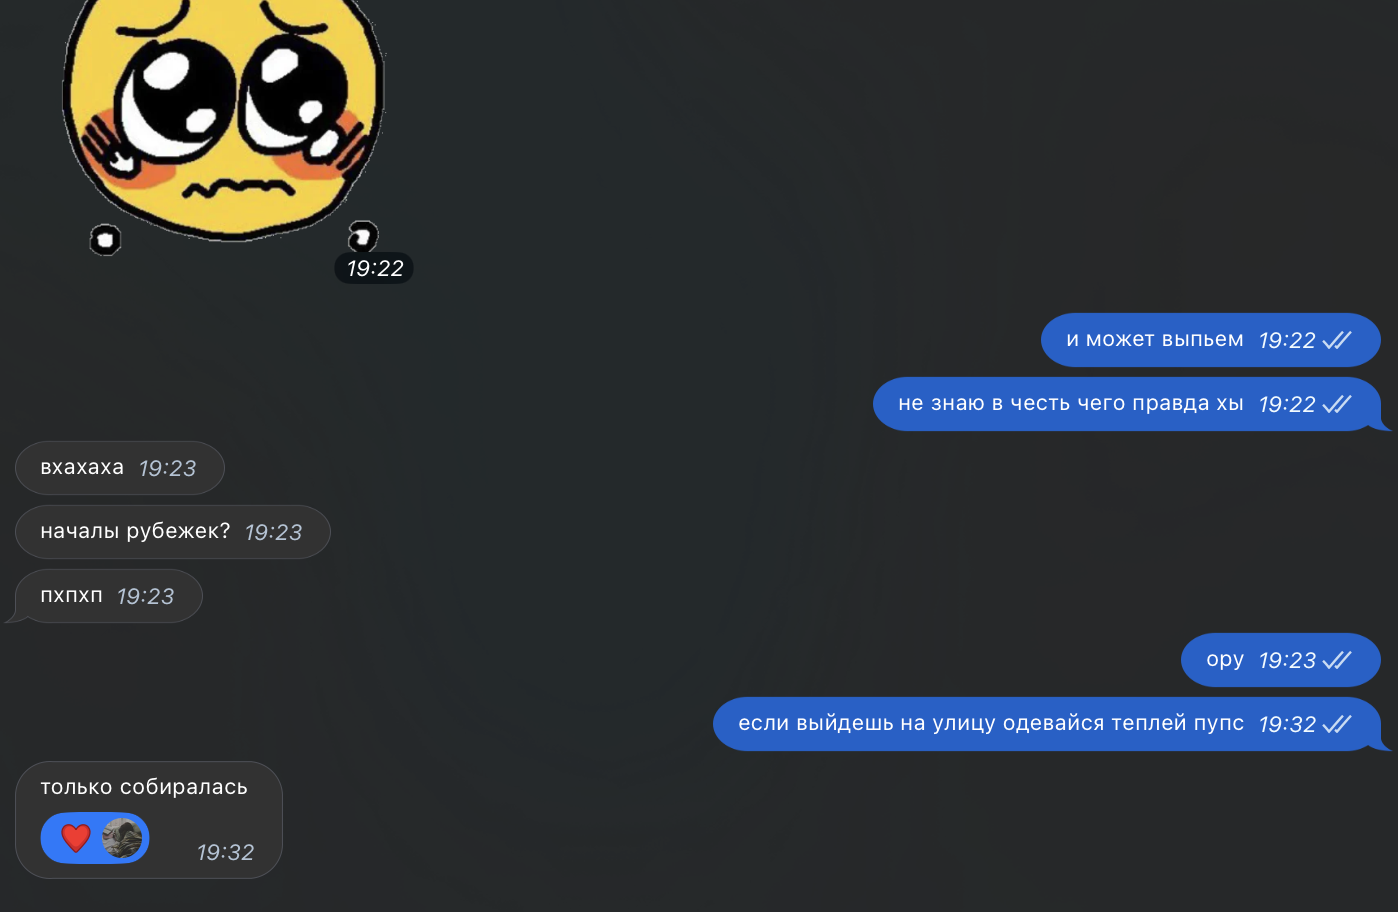 19:22
и может выпьем 19:22
не знаю в честь чего правда хы 19:22
вхахаха 19:23
началы рубежек? 19:23
пхпхп 19:23
ору 19:23
если выйдешь на улицу одевайся теплей пупс 19:32
только собиралась
19:32